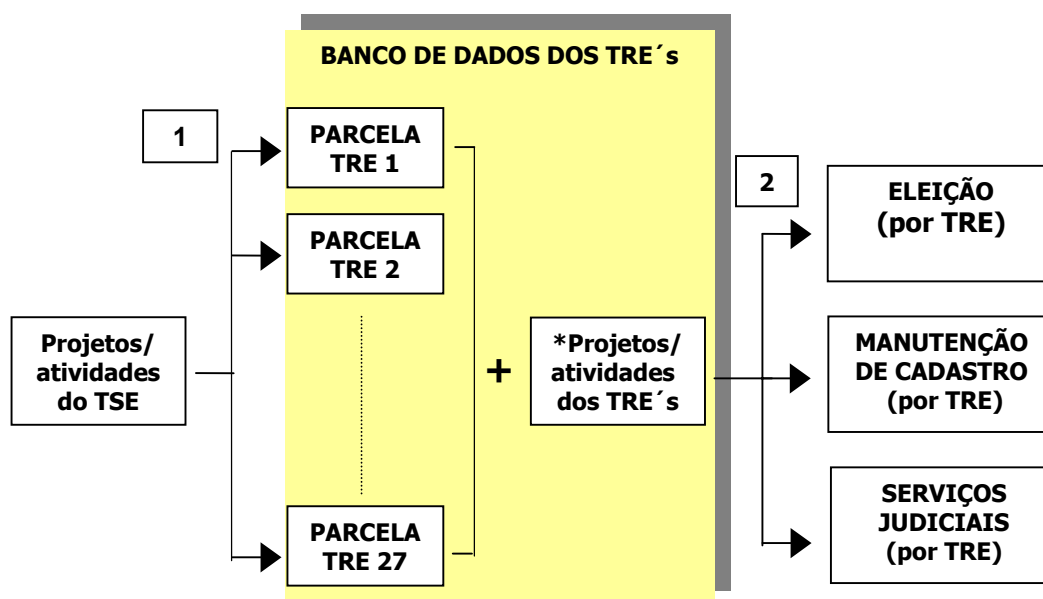 BANCO DE DADOS DOS TRE´s
1
PARCELA
TRE 1
PARCELA
TRE 2
PARCELA
TRE 27
Projetos/
atividades
do TSE
+
*Projetos/
atividades
dos TRE´s
2
ELEIÇÃO
(por TRE)
MANUTENÇÃO
DE CADASTRO
(por TRE)
SERVIÇOS
JUDICIAIS
(por TRE)